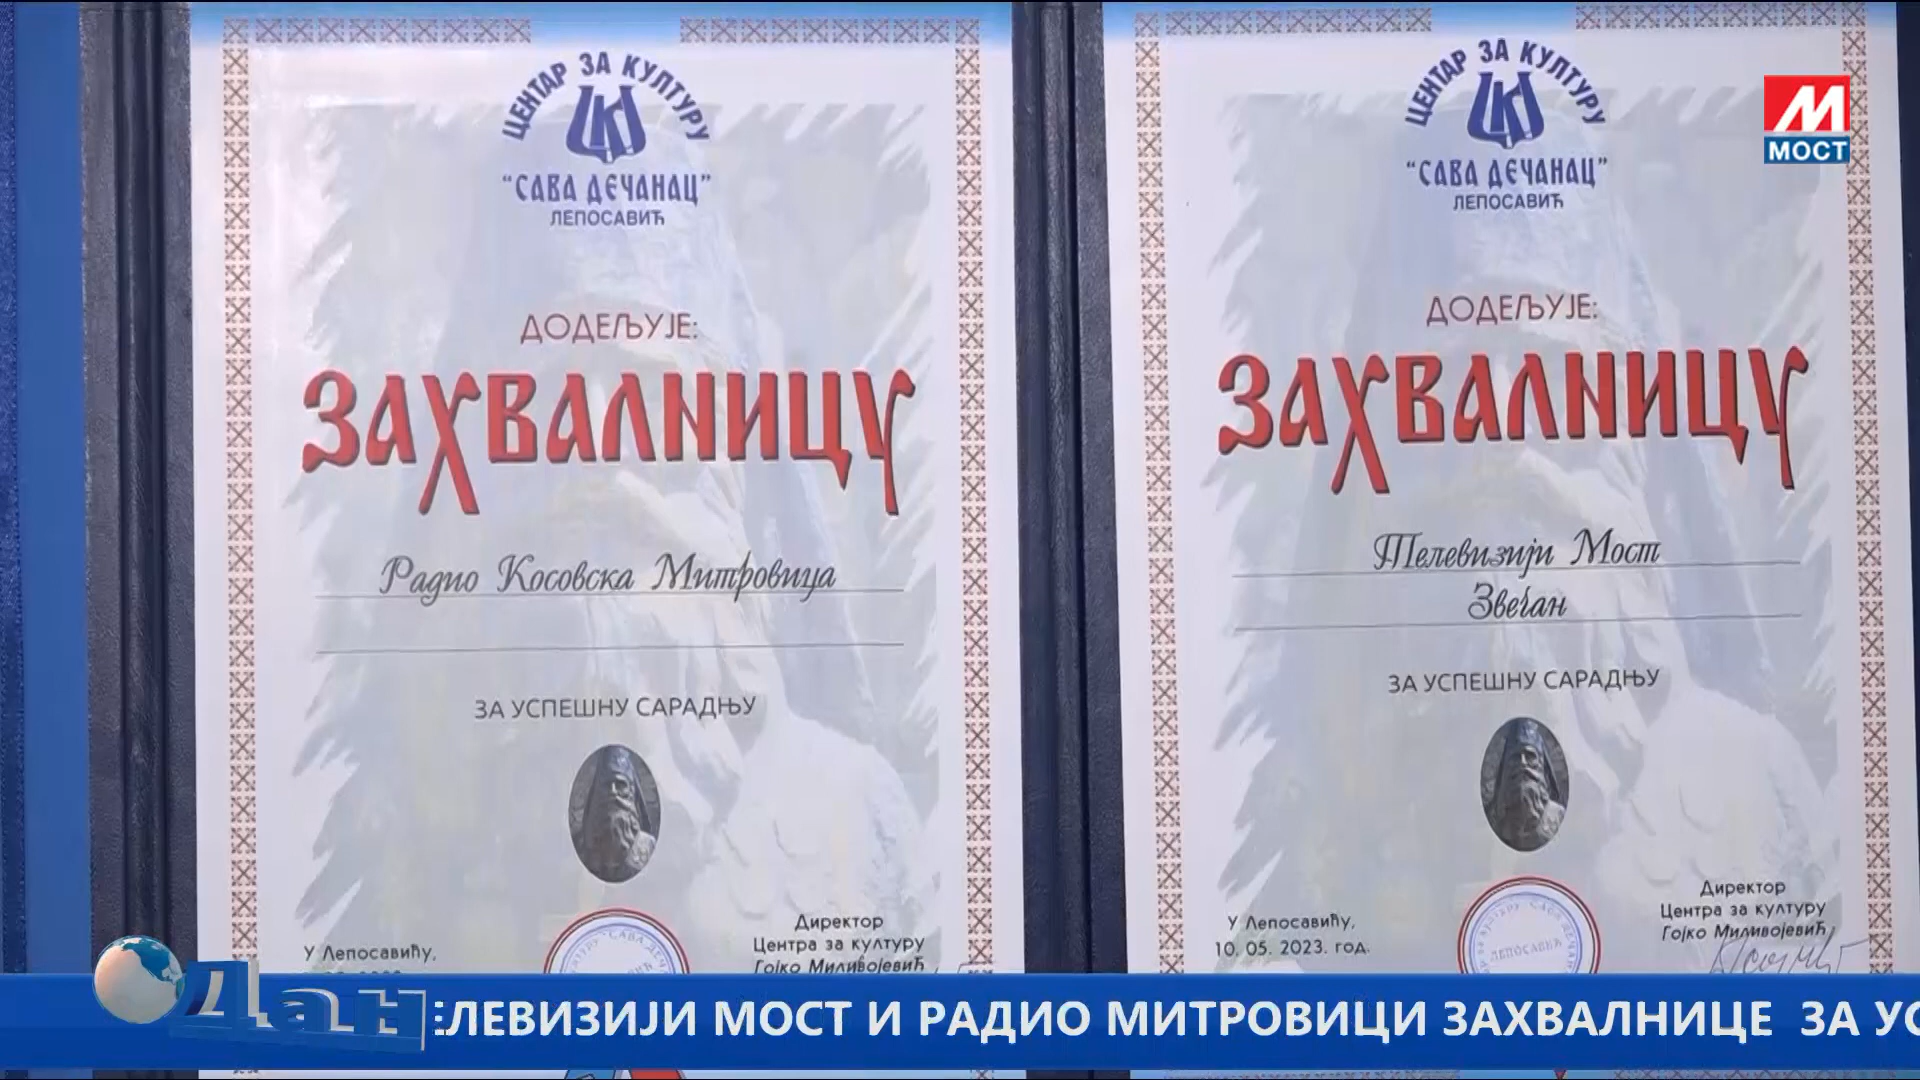 ЦЕНТАР ЗА КУЛТУРУ
"САВА ДЕЧАНАЦ"
ЛЕПОСАВИЋ
ДОДЕЉУЈЕ:
ЗАХВАЛНИЦУ
Радио Косовска Митровица
ЗА УСПЕШНУ САРАДЊУ
У Лепосавићу,
Директор
Центра за културу
Гојко Миливојевић
ЦЕНТАР ЗА КУЛТУРУ
"САВА ДЕЧАНАЦ"
ЛЕПОСАВИЋ
ДОДЕЉУЈЕ:
ЗАХВАЛНИЦУ
Телевизији Мост
Звечан
ЗА УСПЕШНУ САРАДЊУ
У Лепосавићу,
10. 05. 2023. год.
ЛЕПОСАВИЋ
Директор
Центра за културу
Гојко Миливојевић
М
МОСТ
Дан
ЕЛЕВИЗИЈИ МОСТ И РАДИО МИТРОВИЦИ ЗАХВАЛНИЦЕ ЗА УС